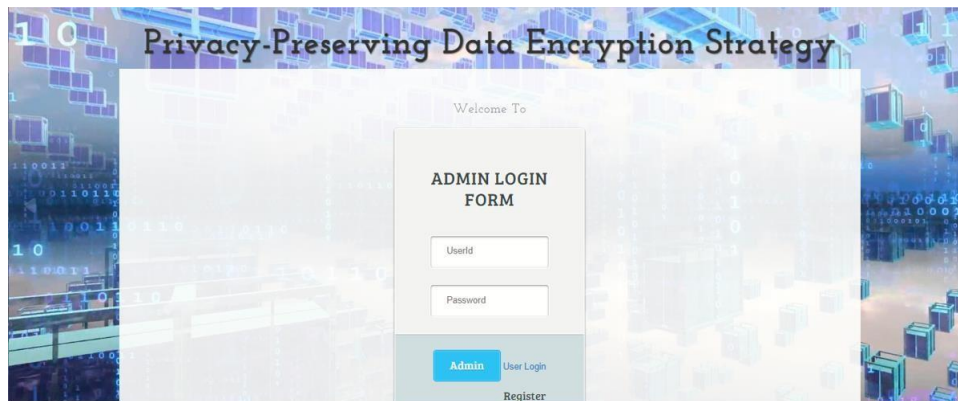 Privacy-Preserving Data Encryption Strategy
Welcome To
ADMIN LOGIN
FORM
UserId
Password
Admin User Login
Register